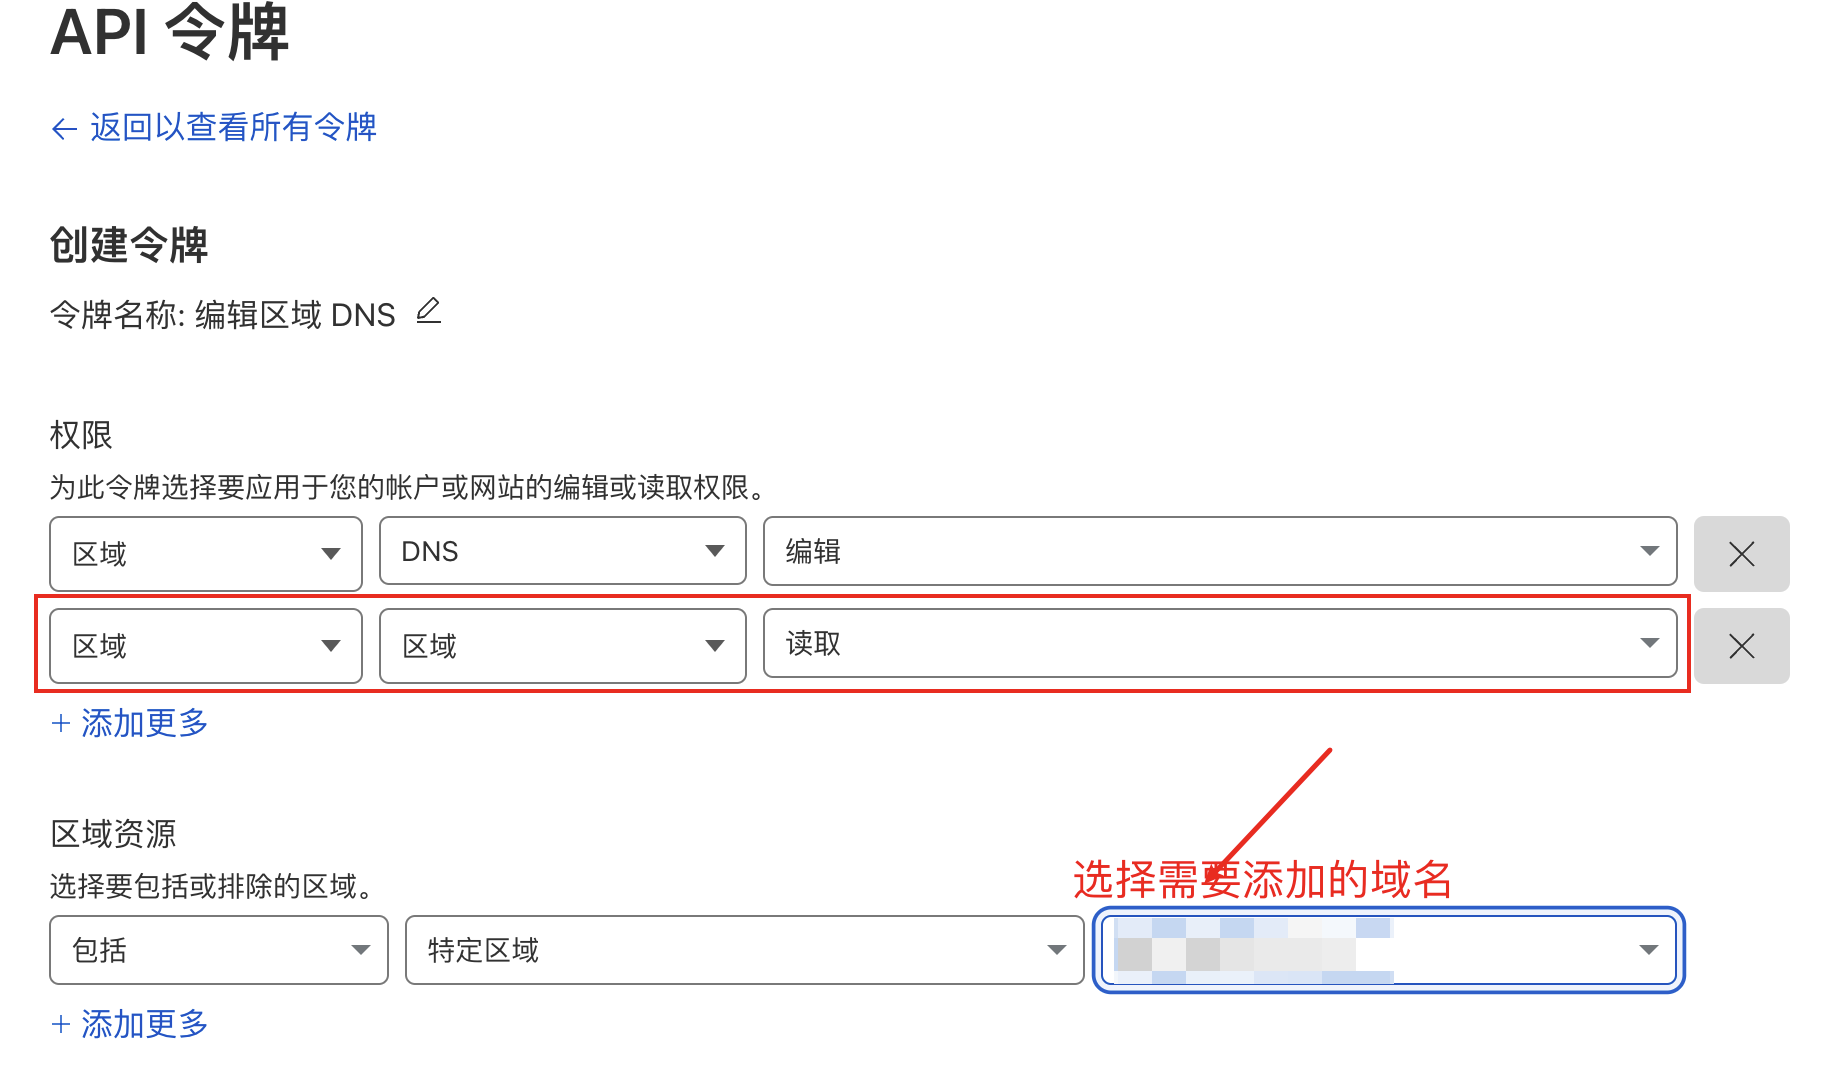 API 令牌
← 返回以查看所有令牌
创建令牌
令牌名称: 编辑区域 DNS
权限
为此令牌选择要应用于您的帐户或网站的编辑或读取权限。
区域 DNS 编辑
区域 区域 读取
+ 添加更多
区域资源
选择需要添加的域名
选择要包括或排除的区域。
包括 特定区域
+ 添加更多